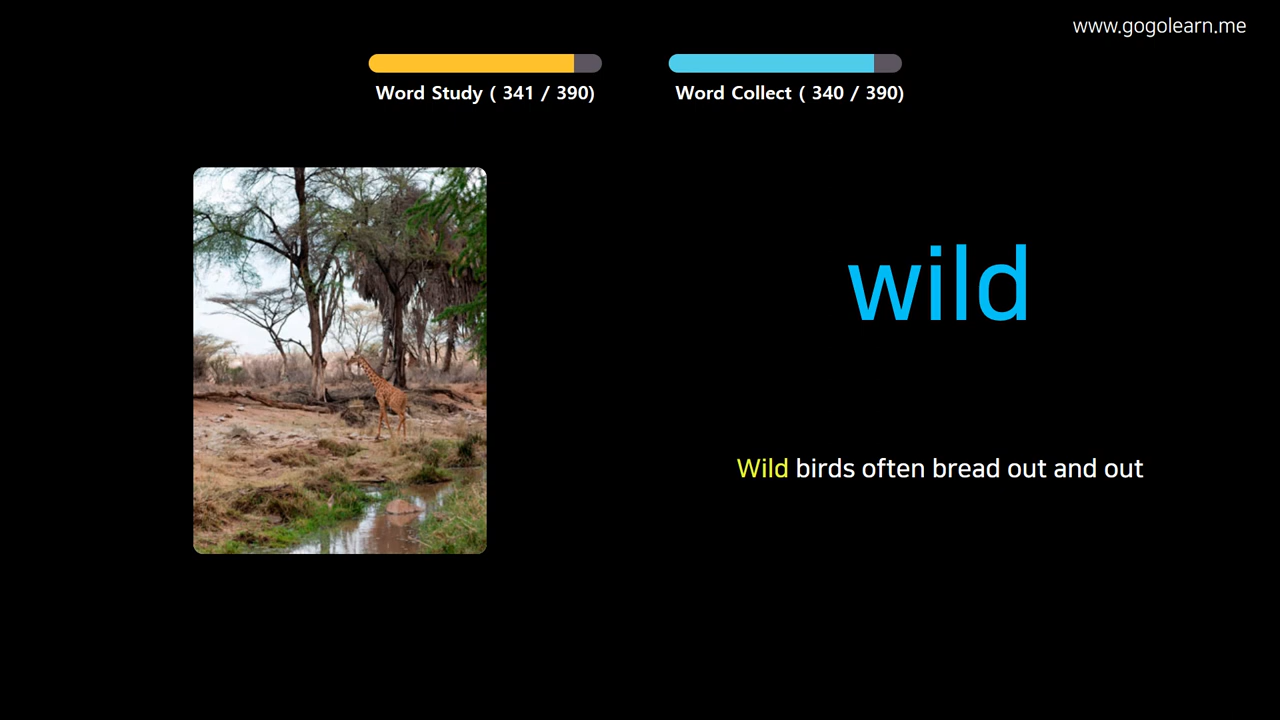 www.gogolearn.me
Word Study ( 341 / 390)
Word Collect ( 340 / 390)
wild
Wild birds often bread out and out